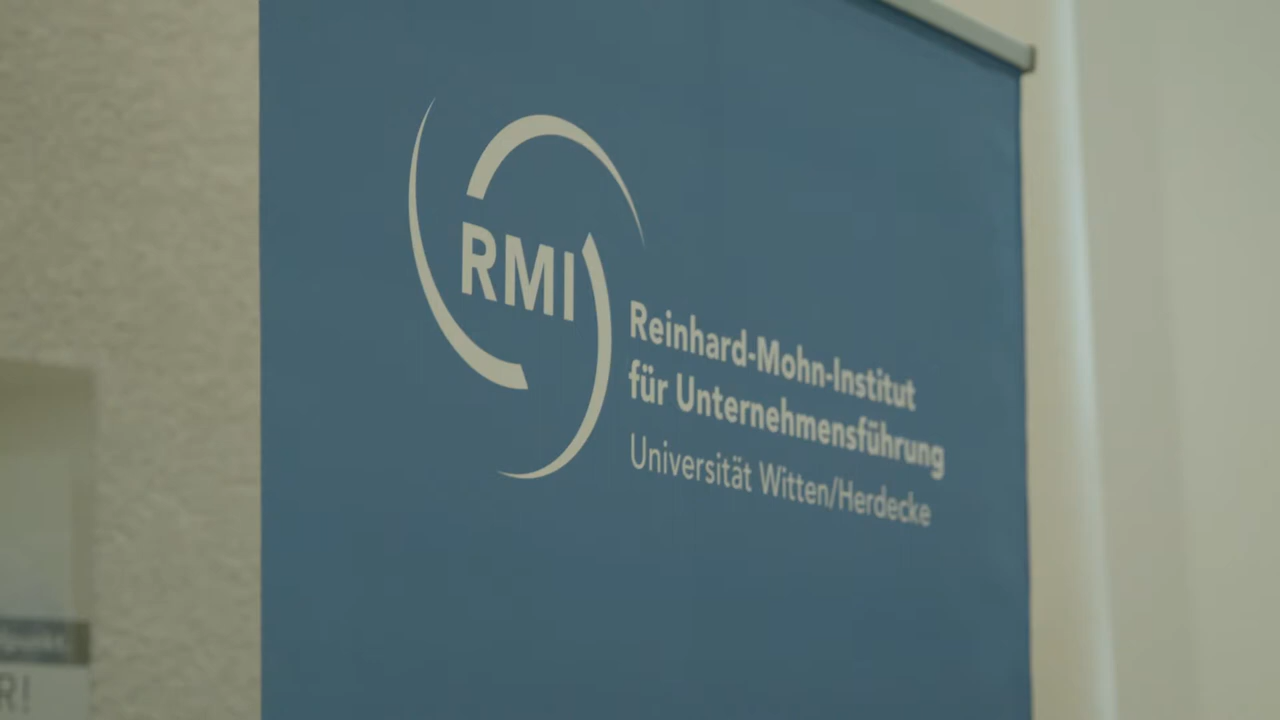 RMI
Reinhard-Mohn-Institut
für Unternehmensführung
Universität Witten/Herdecke
R!